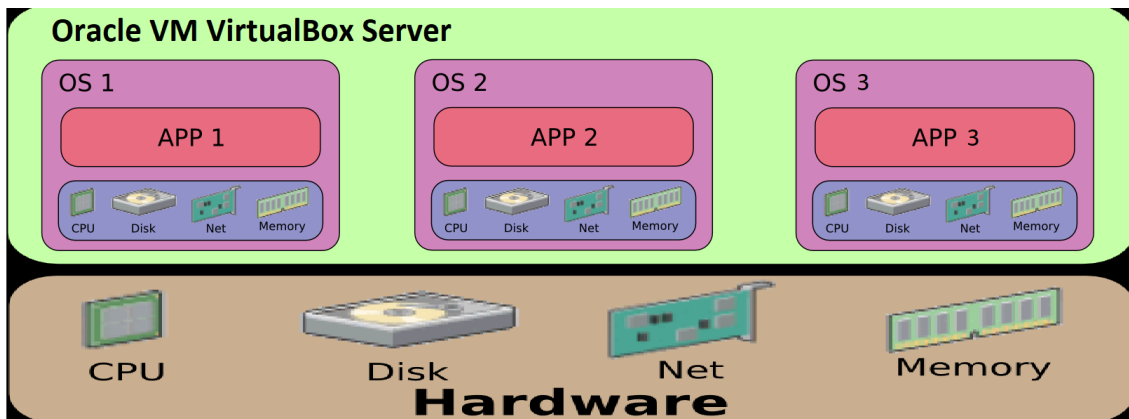 Oracle VM VirtualBox Server
OS 1 OS 2 OS 3
APP 1 APP 2 APP 3
CPU Disk Net Memory CPU Disk Net Memory CPU Disk Net Memory
CPU Disk Net Memory
Hardware